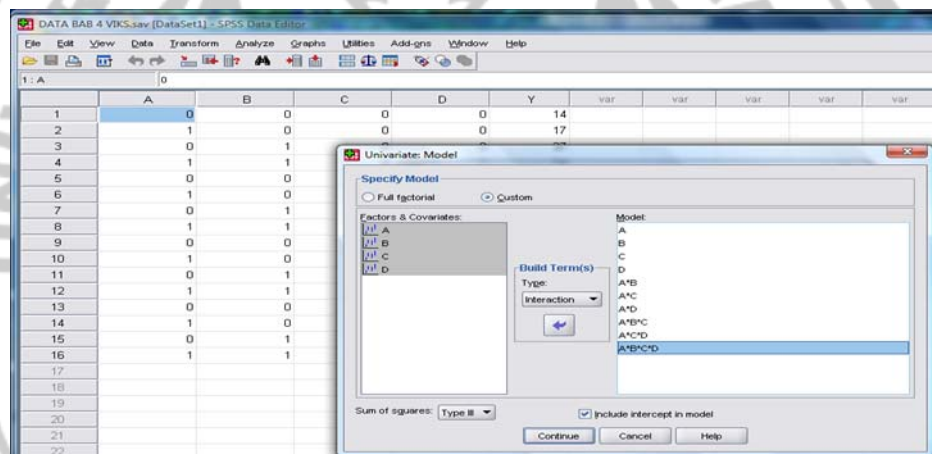 DATA BAB 4 VIKS.sav [DataSet1] - SPSS Data Editor
File Edit View Data Transform Analyze Graphs Utilities Add-ons Window Help
1 : A 0
A B C D Y var var var var var
1 0 0 0 0 14
2 1 0 0 0 17
3 0 1
4 1 1
5 0 0
6 1 0
7 0 1
8 1 1
9 0 0
10 1 0
11 0 1
12 1 1
13 0 0
14 1 0
15 0 1
16 1 1
17
18
19
20
21
22
Univariate: Model
Specify Model
Full factorial Custom
Factors & Covariates:
A
B
C
D
Build Term(s)
Type:
Interaction
Model:
A
B
C
D
A*B
A*C
A*D
A*B*C
A*C*D
A*B*C*D
Sum of squares: Type III Include intercept in model
Continue Cancel Help